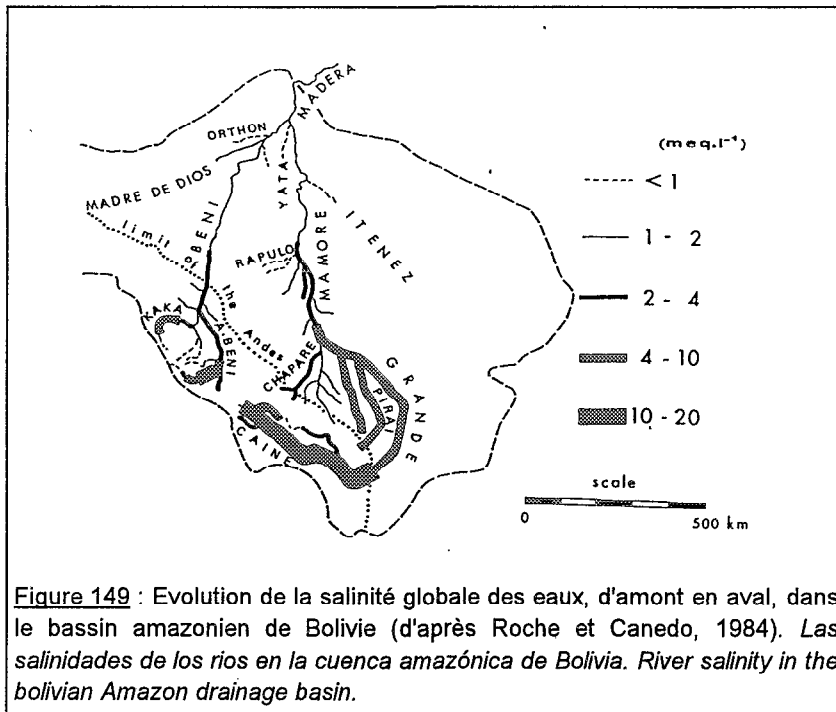 MADERA
ORTHON
MADRE DE DIOS
YATA
BENI
ITENEZ
limit of the Andes
RAPULO
MAMORE
KAKA
A.BENI
CHAPARE
GRANDE
PIRAI
CAINE
(meq.l⁻¹)
< 1
1 - 2
2 - 4
4 - 10
10 - 20
scale
0
500 km
Figure 149 : Evolution de la salinité globale des eaux, d'amont en aval, dans
le bassin amazonien de Bolivie (d'après Roche et Canedo, 1984). Las
salinidades de los rios en la cuenca amazónica de Bolivia. River salinity in the
bolivian Amazon drainage basin.